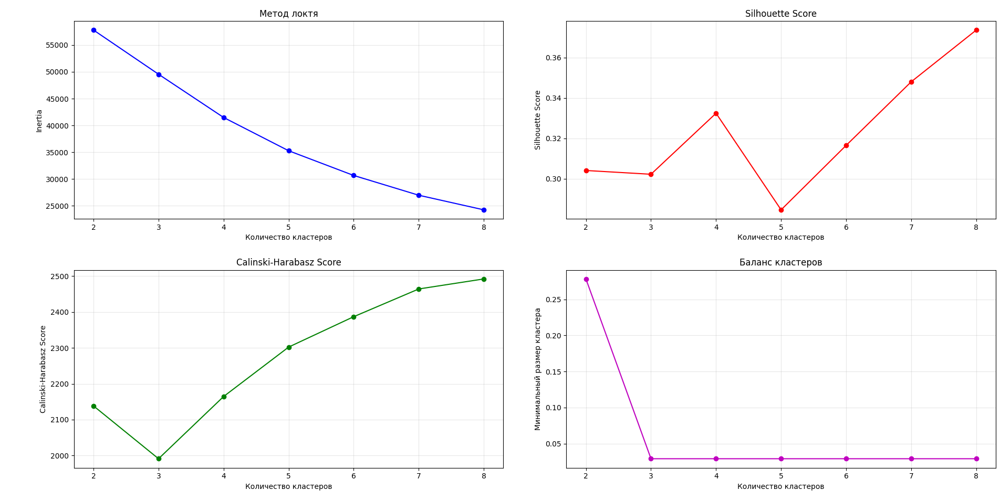 Метод локтя
Inertia
55000
50000
45000
40000
35000
30000
25000
2 3 4 5 6 7 8
Количество кластеров
Silhouette Score
Silhouette Score
0.36
0.34
0.32
0.30
2 3 4 5 6 7 8
Количество кластеров
Calinski-Harabasz Score
Calinski-Harabasz Score
2500
2400
2300
2200
2100
2000
2 3 4 5 6 7 8
Количество кластеров
Баланс кластеров
Минимальный размер кластера
0.25
0.20
0.15
0.10
0.05
2 3 4 5 6 7 8
Количество кластеров